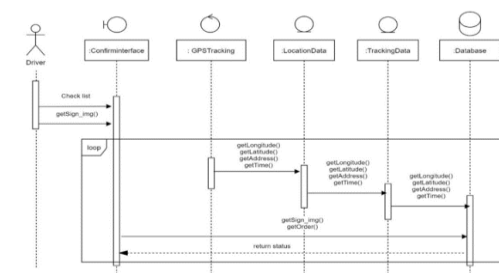 Driver
:Confirminterface
: GPSTracking
:LocationData
:TrackingData
:Database
Check list
getSign_img()
loop
getLongitude()
getLatitude()
getAddress()
getTime()
getLongitude()
getLatitude()
getAddress()
getTime()
getLongitude()
getLatitude()
getAddress()
getTime()
getSign_img()
getOrder()
return status